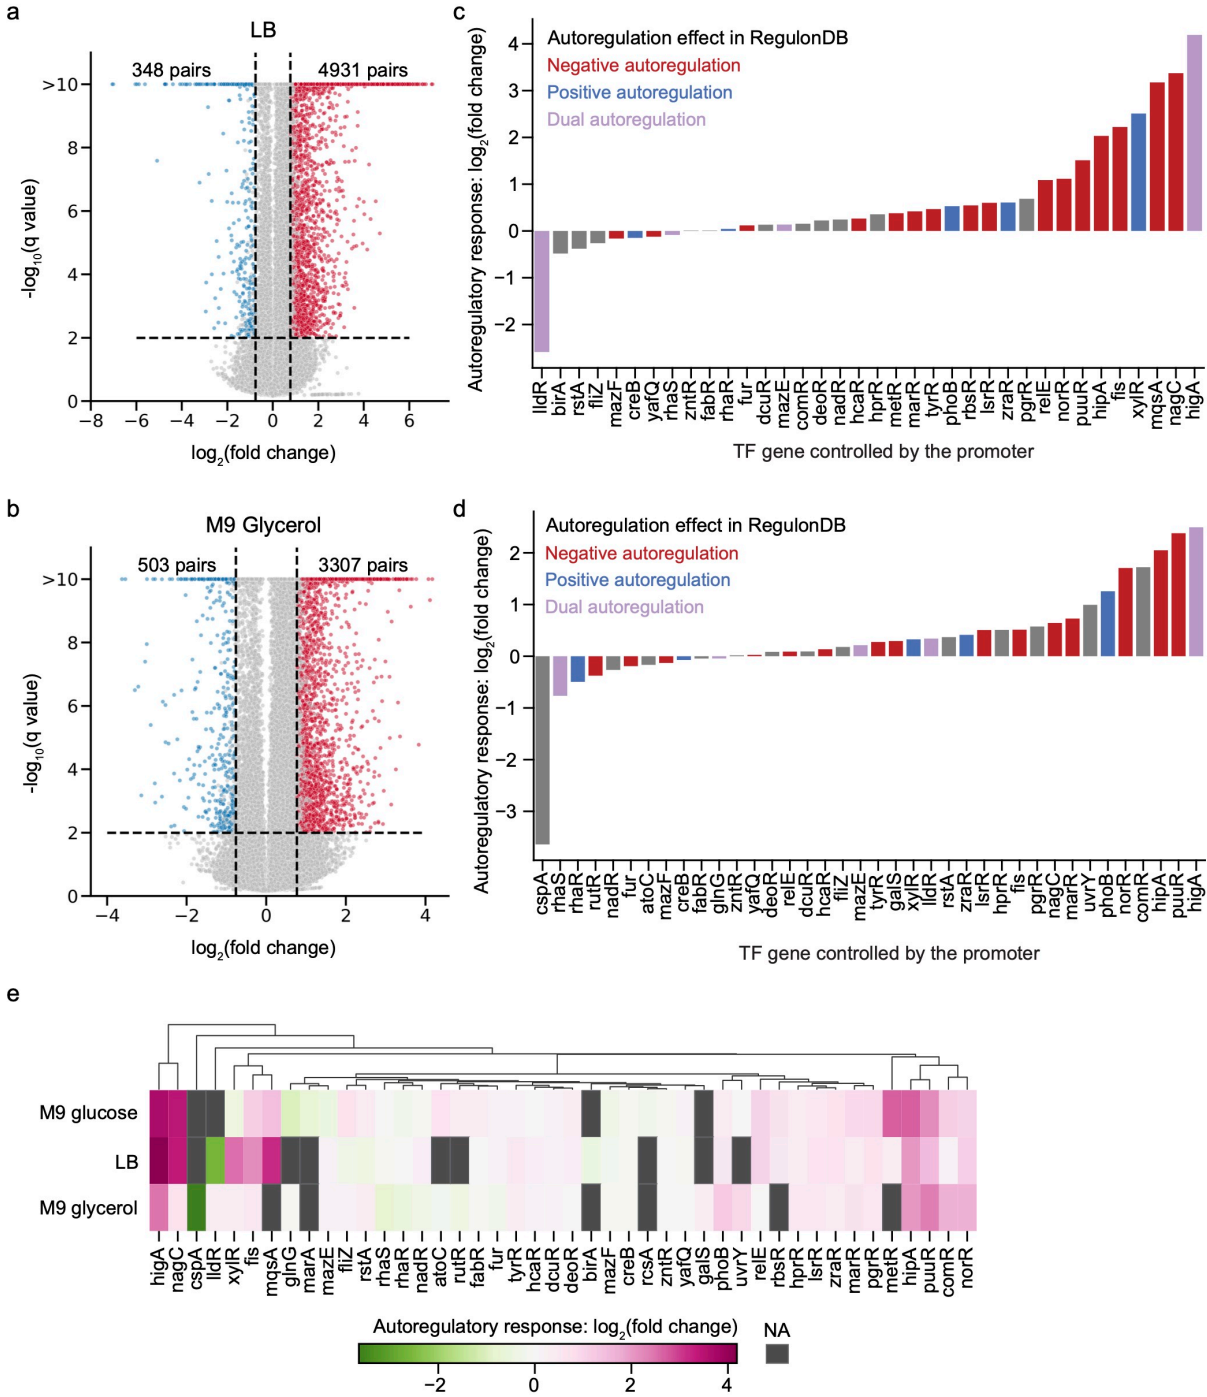 a
LB
348 pairs
4931 pairs
>10
8
6
4
2
0
-log10(q value)
−8
−6
−4
−2
0
2
4
6
log2(fold change)
c
Autoregulation effect in RegulonDB
Negative autoregulation
Positive autoregulation
Dual autoregulation
4
3
2
1
0
−1
−2
Autoregulatory response: log2(fold change)
lldR
birA
rstA
fliZ
mazF
creB
yafQ
rhaS
zntR
fabR
rhaR
fur
dcuR
mazE
comR
deoR
nadR
hcaR
hprR
metR
marR
tyrR
phoB
rbsR
lsrR
zraR
pgrR
relE
norR
puuR
hipA
fis
xylR
mqsA
nagC
higA
TF gene controlled by the promoter
b
M9 Glycerol
503 pairs
3307 pairs
>10
8
6
4
2
0
-log10(q value)
−4
−2
0
2
4
log2(fold change)
d
Autoregulation effect in RegulonDB
Negative autoregulation
Positive autoregulation
Dual autoregulation
2
1
0
−1
−2
−3
Autoregulatory response: log2(fold change)
cspA
rhaS
rhaR
rutR
nadR
fur
atoC
mazF
creB
fabR
glnG
zntR
yafQ
deoR
relE
dcuR
hcaR
fliZ
mazE
tyrR
galS
xylR
lldR
rstA
zraR
lsrR
hprR
fis
pgrR
nagC
marR
uvrY
phoB
norR
comR
hipA
puuR
higA
TF gene controlled by the promoter
e
M9 glucose
LB
M9 glycerol
higA
nagC
cspA
lldR
xylR
fis
mqsA
glnG
marA
mazE
fliZ
rstA
rhaS
rhaR
nadR
atoC
rutR
fabR
fur
tyrR
hcaR
dcuR
deoR
birA
mazF
creB
rcsA
zntR
yafQ
galS
phoB
uvrY
relE
rbsR
hprR
lsrR
zraR
marR
pgrR
metR
hipA
puuR
comR
norR
Autoregulatory response: log2(fold change)
NA
−2
0
2
4